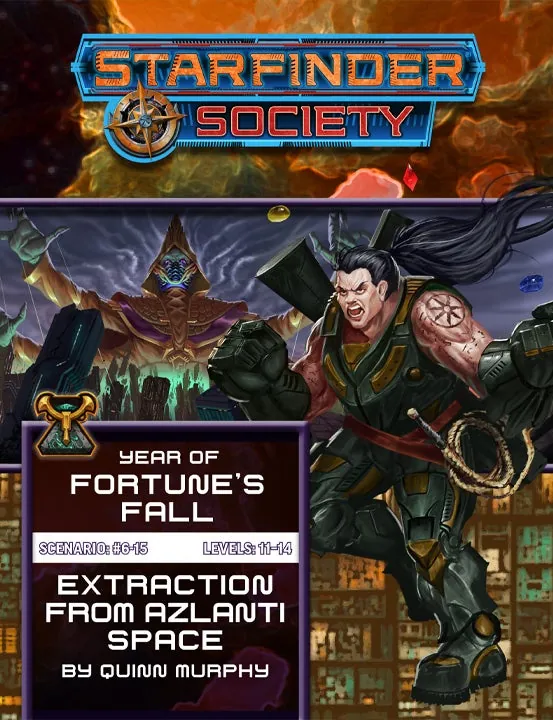 STARFINDER
SOCIETY
YEAR OF
FORTUNE'S
FALL
SCENARIO: #6-15 LEVELS: 11-14
EXTRACTION
FROM AZLANTI
SPACE
BY QUINN MURPHY